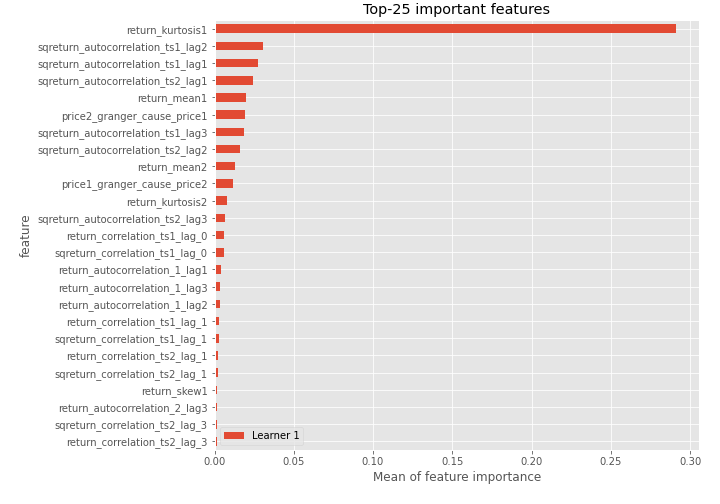 Top-25 important features
return_kurtosis1
sqreturn_autocorrelation_ts1_lag2
sqreturn_autocorrelation_ts1_lag1
sqreturn_autocorrelation_ts2_lag1
return_mean1
price2_granger_cause_price1
sqreturn_autocorrelation_ts1_lag3
sqreturn_autocorrelation_ts2_lag2
return_mean2
price1_granger_cause_price2
return_kurtosis2
sqreturn_autocorrelation_ts2_lag3
return_correlation_ts1_lag_0
sqreturn_correlation_ts1_lag_0
return_autocorrelation_1_lag1
return_autocorrelation_1_lag3
return_autocorrelation_1_lag2
return_correlation_ts1_lag_1
sqreturn_correlation_ts1_lag_1
return_correlation_ts2_lag_1
sqreturn_correlation_ts2_lag_1
return_skew1
return_autocorrelation_2_lag3
sqreturn_correlation_ts2_lag_3
return_correlation_ts2_lag_3
feature
Learner 1
0.00 0.05 0.10 0.15 0.20 0.25 0.30
Mean of feature importance